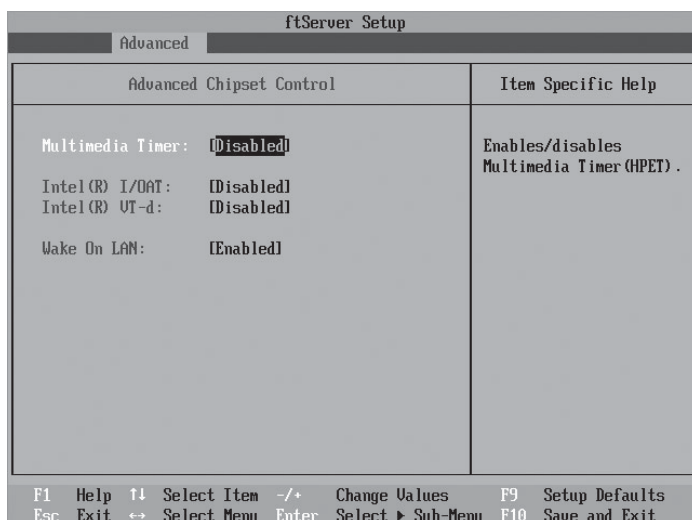 ftServer Setup
Advanced
Advanced Chipset Control
Item Specific Help
Multimedia Timer: [Disabled]
Enables/disables
Multimedia Timer(HPET).
Intel(R) I/OAT: [Disabled]
Intel(R) VT-d: [Disabled]
Wake On LAN: [Enabled]
F1 Help ↑↓ Select Item -/+ Change Values F9 Setup Defaults
Esc Exit ↔ Select Menu Enter Select ▶ Sub-Menu F10 Save and Exit